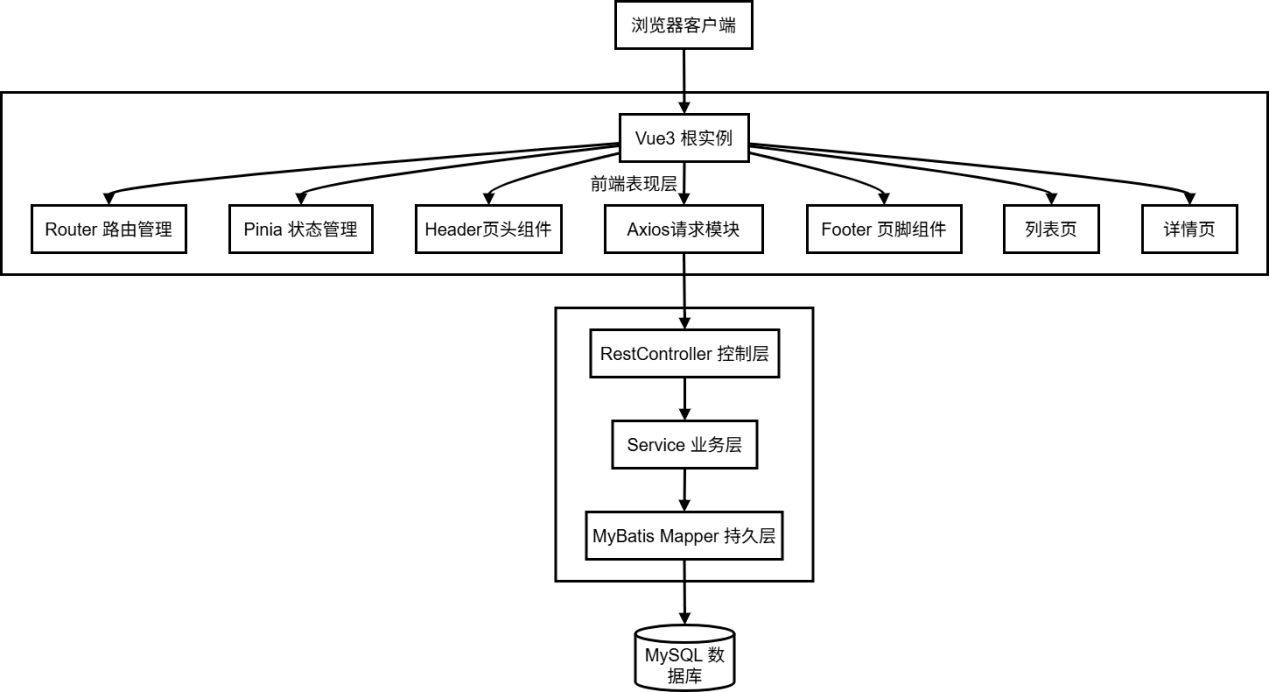 浏览器客户端
Vue3 根实例
前端表现层
Router 路由管理
Pinia 状态管理
Header页头组件
Axios请求模块
Footer 页脚组件
列表页
详情页
RestController 控制层
Service 业务层
MyBatis Mapper 持久层
MySQL 数
据库